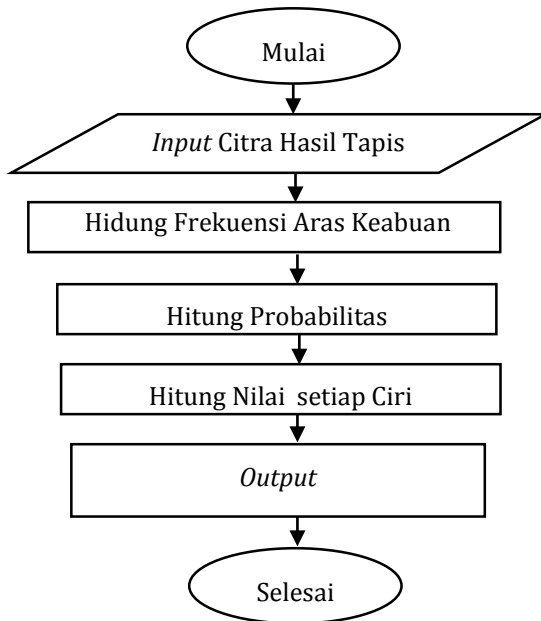 Mulai
Input Citra Hasil Tapis
Hidung Frekuensi Aras Keabuan
Hitung Probabilitas
Hitung Nilai  setiap Ciri
Output
Selesai